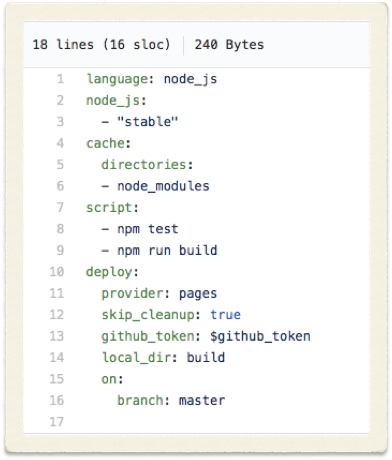 18 lines (16 sloc) 240 Bytes
1 language: node_js
2 node_js:
3   - "stable"
4 cache:
5   directories:
6   - node_modules
7 script:
8   - npm test
9   - npm run build
10 deploy:
11   provider: pages
12   skip_cleanup: true
13   github_token: $github_token
14   local_dir: build
15   on:
16     branch: master
17